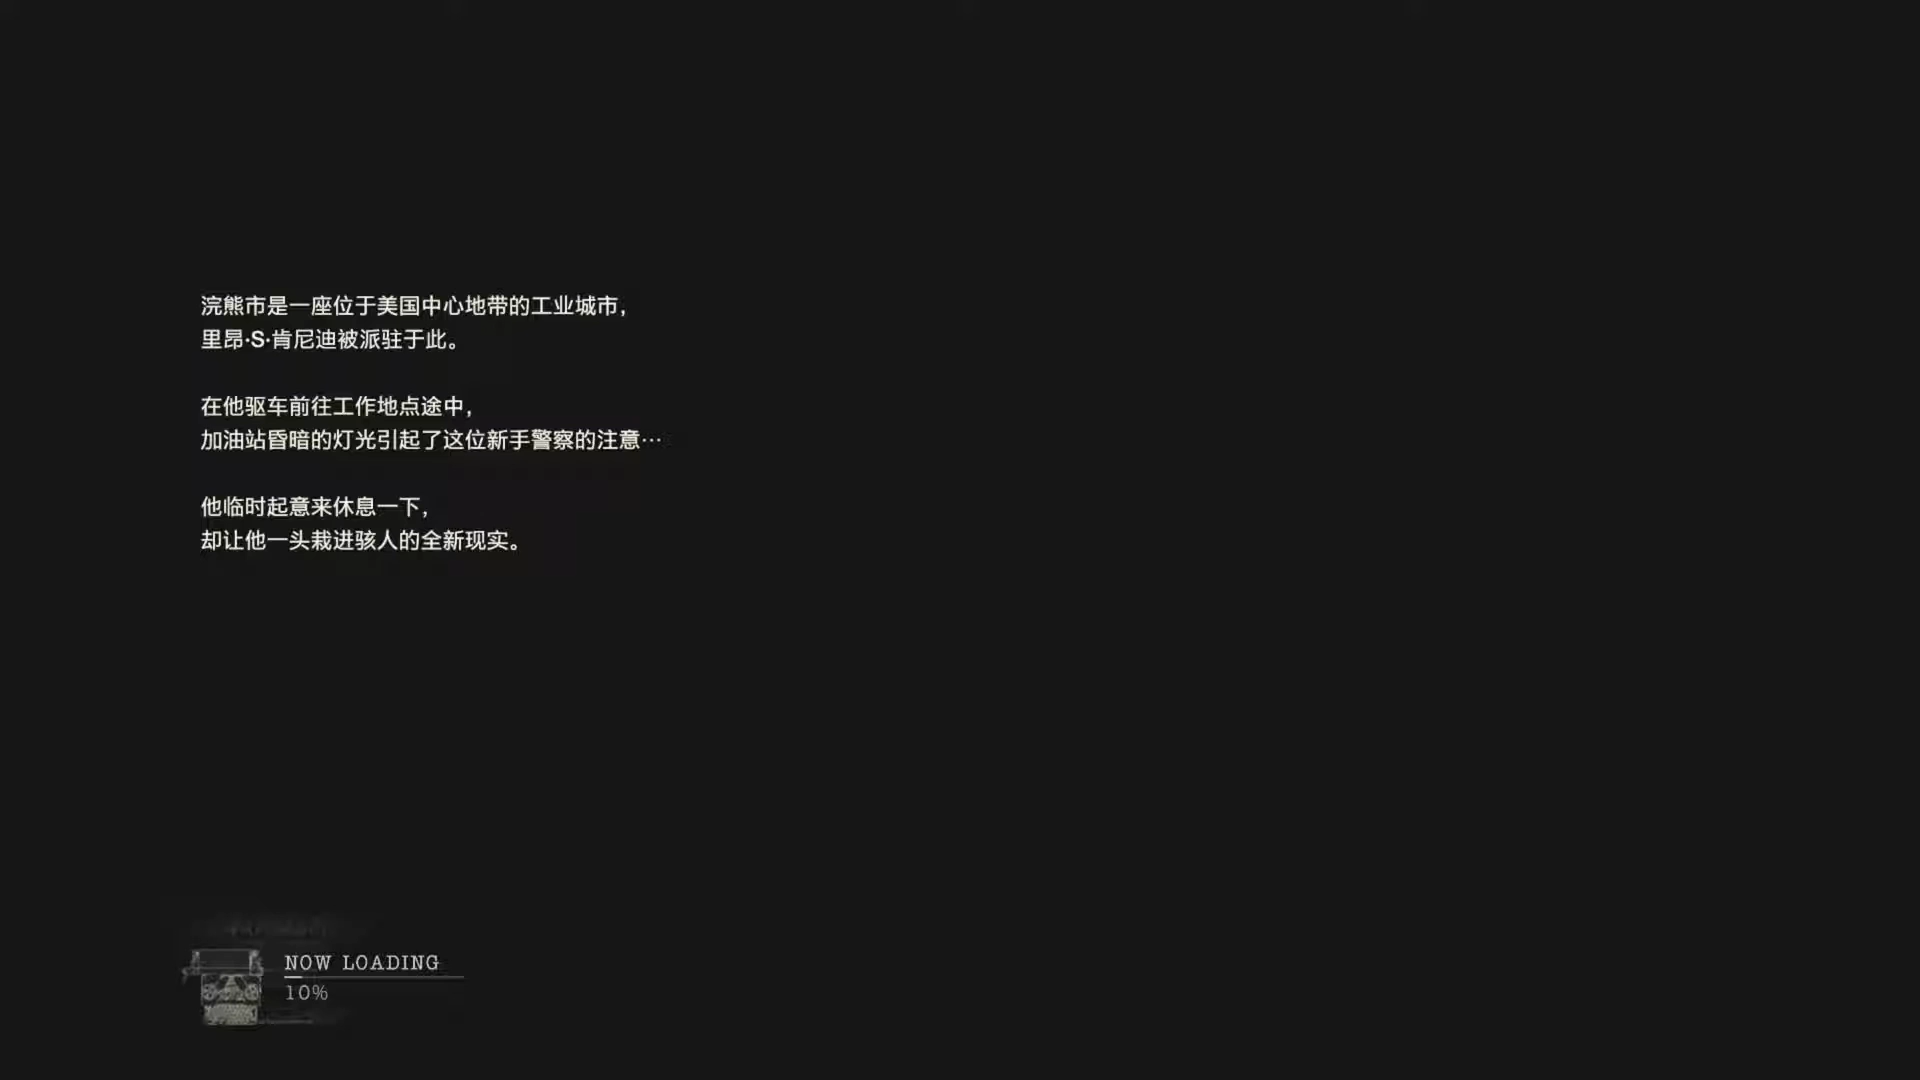 浣熊市是一座位于美国中心地带的工业城市，
里昂·S·肯尼迪被派驻于此。
在他驱车前往工作地点途中，
加油站昏暗的灯光引起了这位新手警察的注意…
他临时起意来休息一下，
却让他一头栽进骇人的全新现实。
NOW LOADING
10%